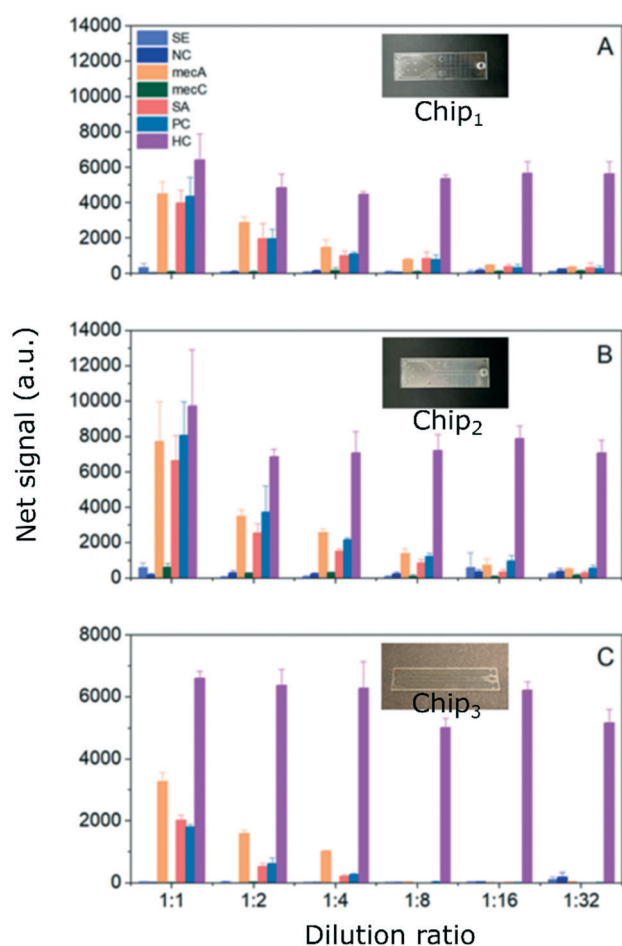 14000
12000
10000
8000
6000
4000
2000
0
SE
NC
mecA
mecC
SA
PC
HC
A
Chip₁
14000
12000
10000
8000
6000
4000
2000
0
B
Chip₂
Net signal (a.u.)
8000
6000
4000
2000
0
C
Chip₃
1:1 1:2 1:4 1:8 1:16 1:32
Dilution ratio